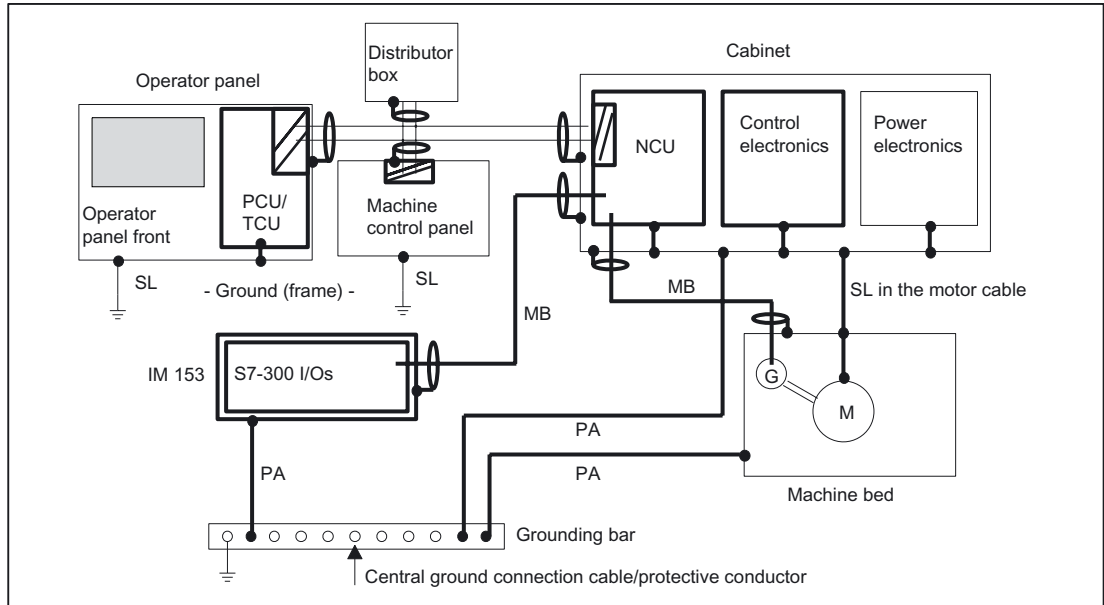 Distributor
box
Cabinet
Operator panel
NCU
Control
electronics
Power
electronics
PCU/
TCU
Operator
panel front
Machine
control panel
SL
- Ground (frame) -
SL
MB
MB
SL in the motor cable
IM 153
S7-300 I/Os
G
M
PA
PA
PA
Machine bed
Grounding bar
Central ground connection cable/protective conductor